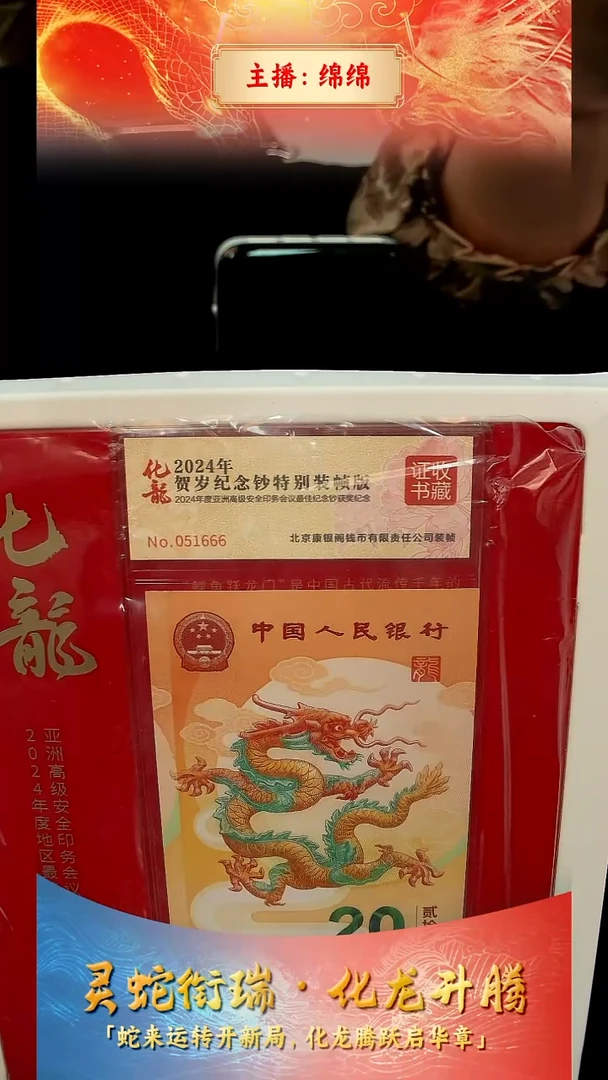 主播：绵绵
化龍
2024年
贺岁纪念钞特别装帧版
2024年度亚洲高级安全印务会议最佳纪念钞获奖纪念
收藏证书
No.051666
北京康银阁钱币有限责任公司装帧
"鲤鱼跃龙门"是中国古代流传千年的
中国人民银行
龍
化龍
亚洲高级安全印务会议
2024年度地区最
20
贰拾
灵蛇衔瑞·化龙升腾
「蛇来运转开新局，化龙腾跃启华章」